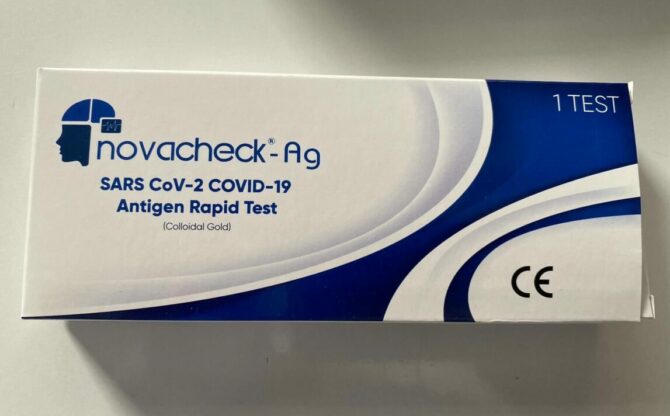 1 TEST
novacheck®-Ag
SARS CoV-2 COVID-19
Antigen Rapid Test
(Colloidal Gold)
CE